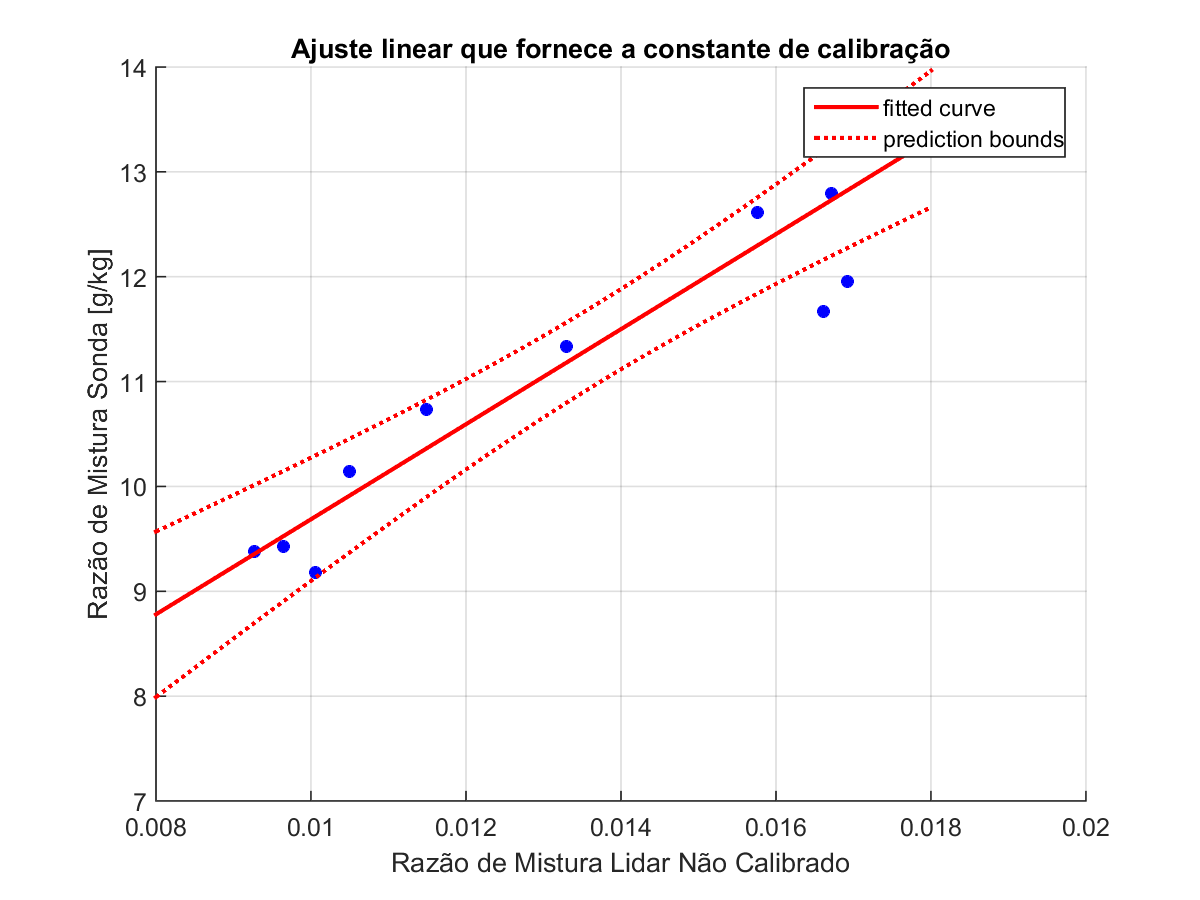 Ajuste linear que fornece a constante de calibração
14
fitted curve
prediction bounds
13
12
11
10
9
8
7
Razão de Mistura Sonda [g/kg]
0.008 0.01 0.012 0.014 0.016 0.018 0.02
Razão de Mistura Lidar Não Calibrado